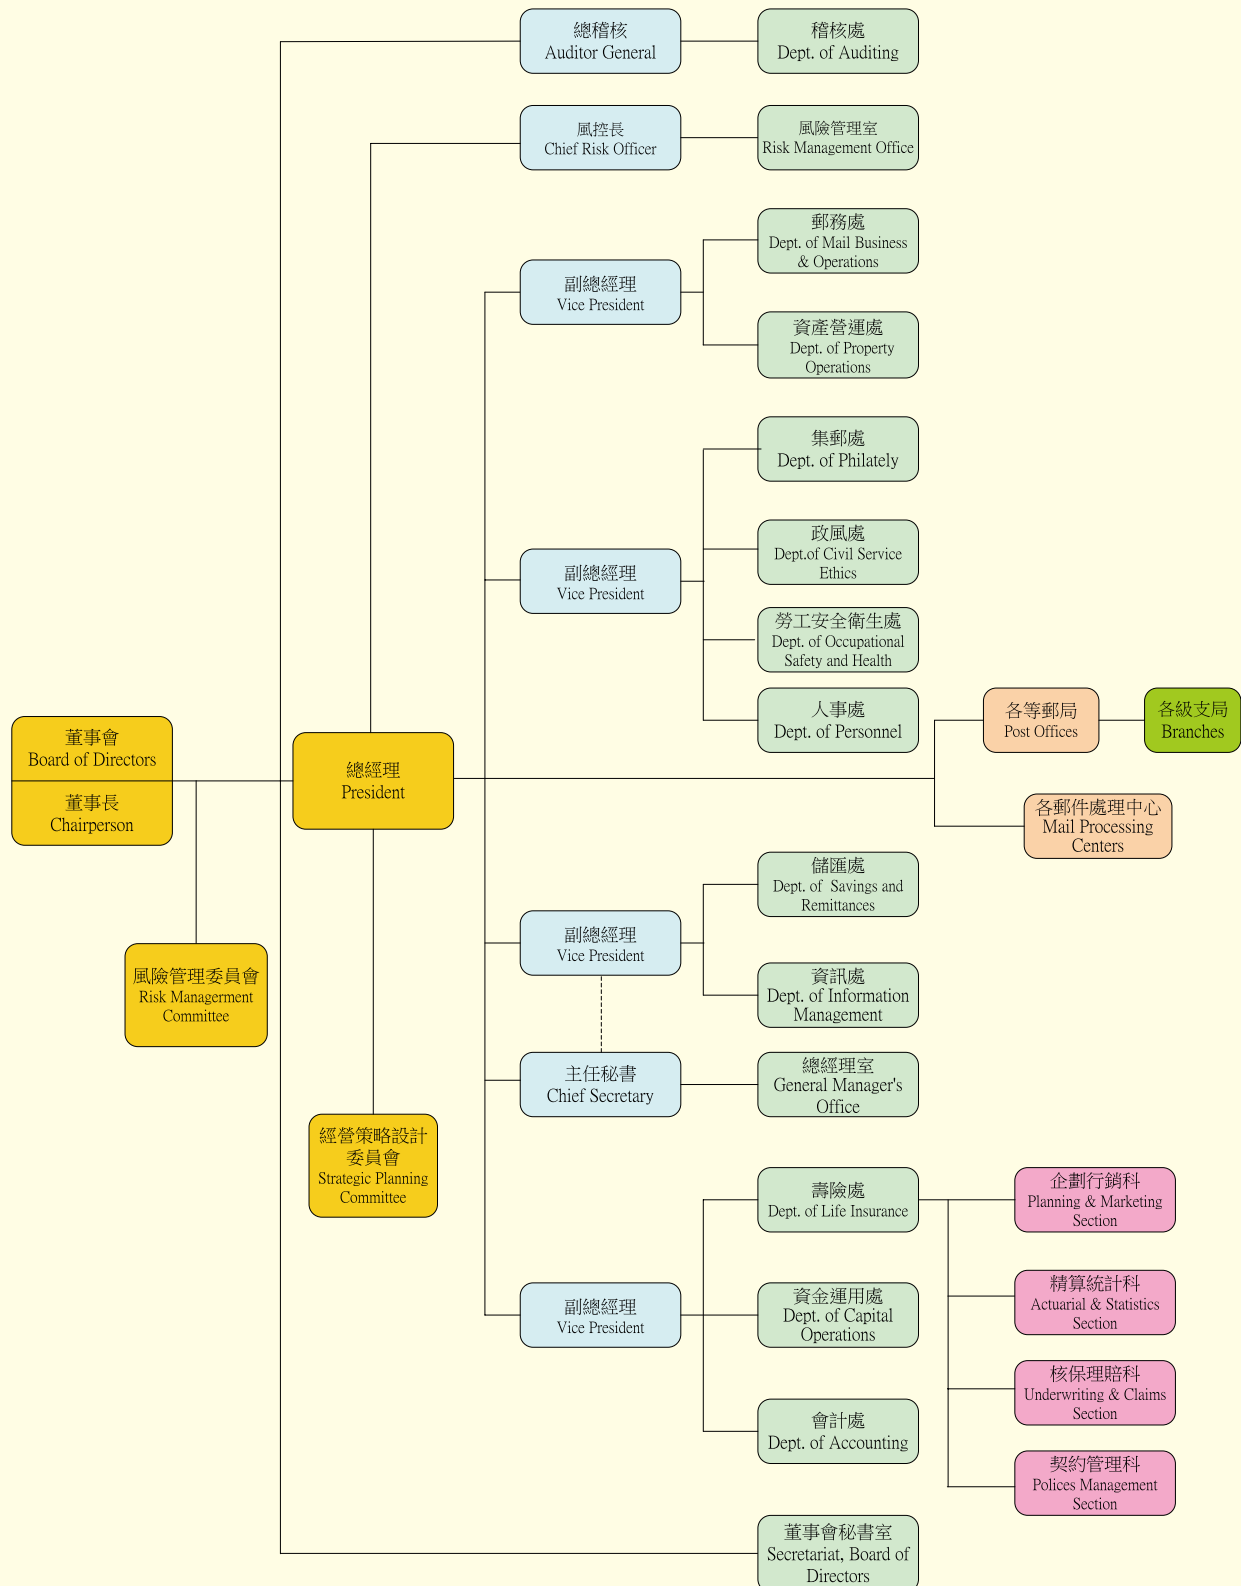 總稽核
Auditor General
稽核處
Dept. of Auditing
風控長
Chief Risk Officer
風險管理室
Risk Management Office
郵務處
Dept. of Mail Business
& Operations
副總經理
Vice President
資產營運處
Dept. of Property
Operations
集郵處
Dept. of Philately
政風處
Dept.of Civil Service
Ethics
副總經理
Vice President
勞工安全衛生處
Dept. of Occupational
Safety and Health
人事處
Dept. of Personnel
各等郵局
Post Offices
各級支局
Branches
董事會
Board of Directors
董事長
Chairperson
總經理
President
各郵件處理中心
Mail Processing
Centers
儲匯處
Dept. of Savings and
Remittances
副總經理
Vice President
風險管理委員會
Risk Managerment
Committee
資訊處
Dept. of Information
Management
主任秘書
Chief Secretary
總經理室
General Manager's
Office
經營策略設計
委員會
Strategic Planning
Committee
壽險處
Dept. of Life Insurance
企劃行銷科
Planning & Marketing
Section
副總經理
Vice President
資金運用處
Dept. of Capital
Operations
精算統計科
Actuarial & Statistics
Section
核保理賠科
Underwriting & Claims
Section
會計處
Dept. of Accounting
契約管理科
Polices Management
Section
董事會秘書室
Secretariat, Board of
Directors